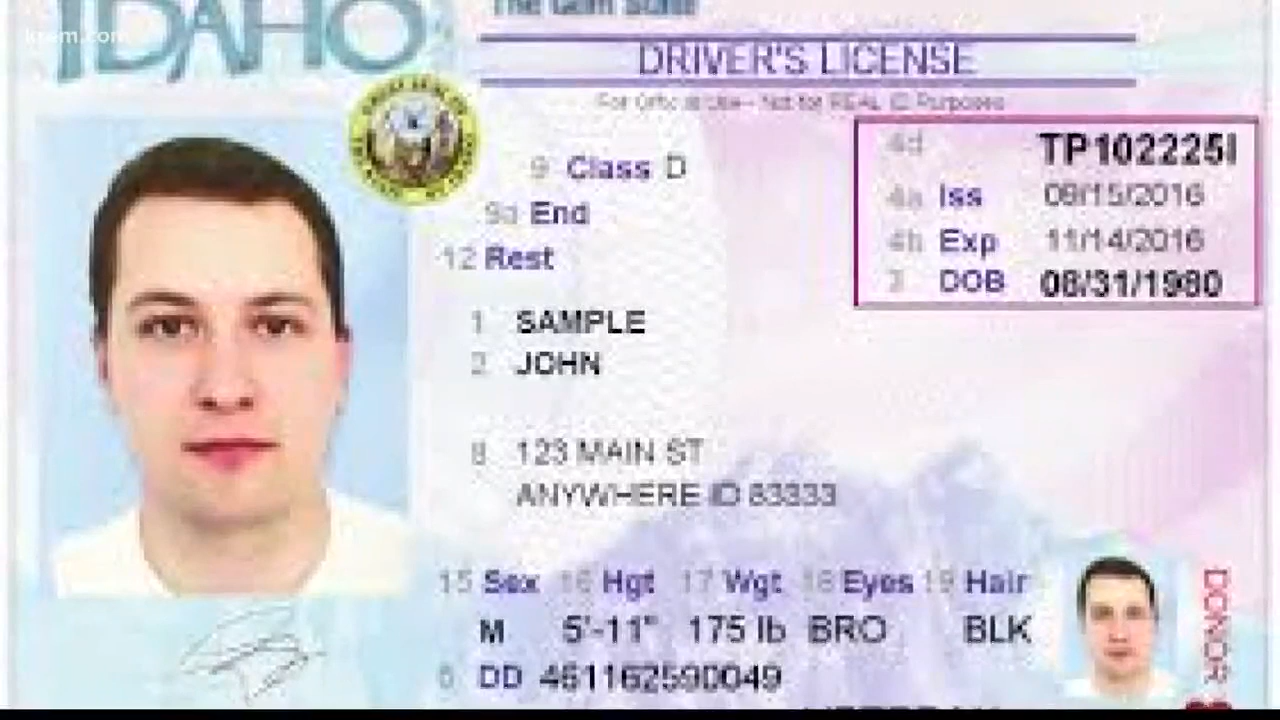 krem.com
IDAHO
The Gem State
DRIVER'S LICENSE
For Official Use - Not for REAL ID Purposes
9 Class D
9a End
12 Rest
4d TP102225I
4a Iss 08/15/2016
4b Exp 11/14/2016
3 DOB 08/31/1980
1 SAMPLE
2 JOHN
8 123 MAIN ST
ANYWHERE ID 83333
15 Sex 16 Hgt 17 Wgt 18 Eyes 19 Hair
M 5'-11" 175 lb BRO BLK
5 DD 461162590049
DONOR